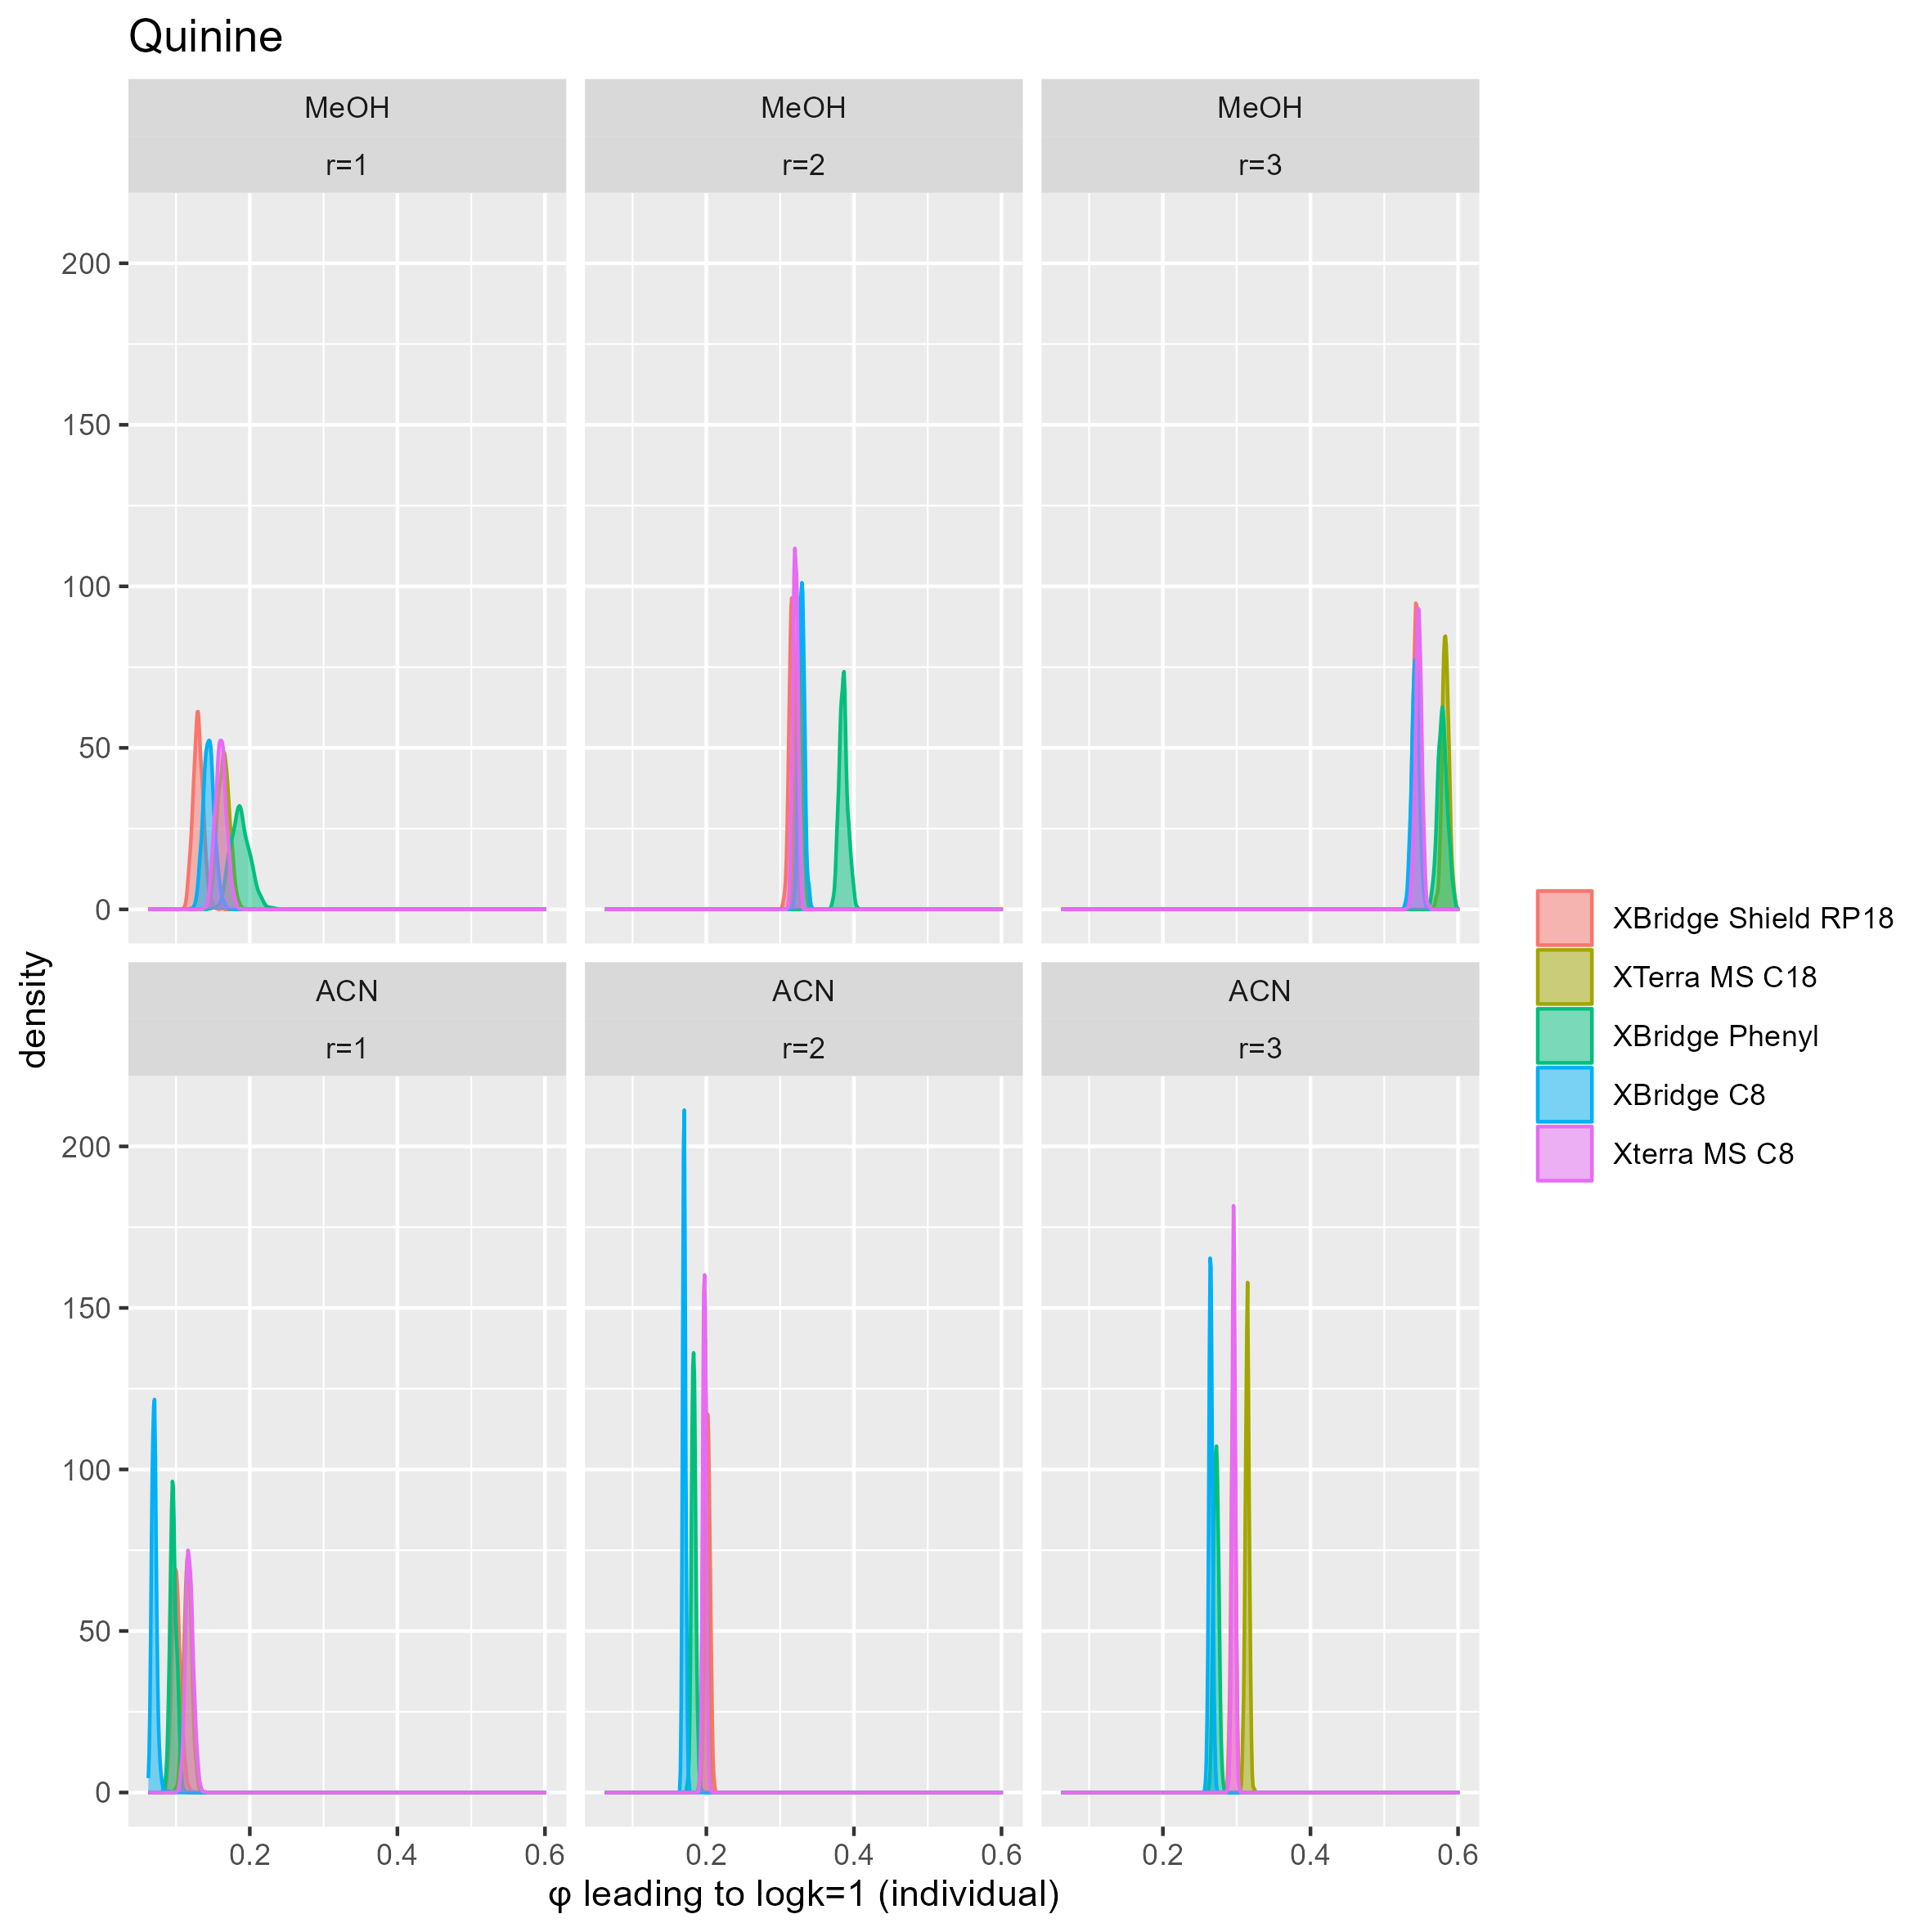 Quinine
MeOH MeOH MeOH
r=1 r=2 r=3
200
150
100
50
0
density
ACN ACN ACN
r=1 r=2 r=3
200
150
100
50
0
0.2 0.4 0.6 0.2 0.4 0.6 0.2 0.4 0.6
φ leading to logk=1 (individual)
XBridge Shield RP18
XTerra MS C18
XBridge Phenyl
XBridge C8
Xterra MS C8